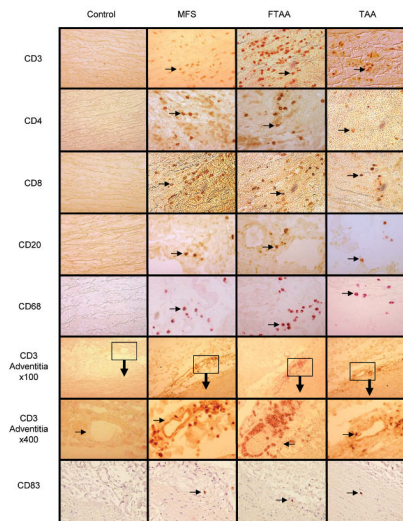 Control MFS FTAA TAA
CD3
CD4
CD8
CD20
CD68
CD3
Adventitia
x100
CD3
Adventitia
x400
CD83